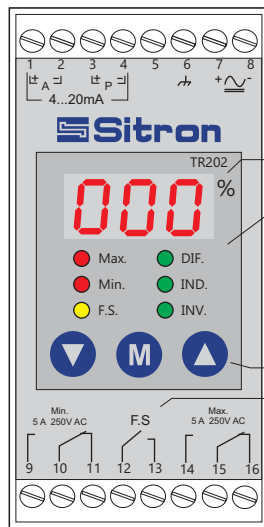 1 2 3 4 5 6 7 8
+ A - + P - + -
4...20mA
Sitron
TR202
000 %
Max. DIF.
Min. IND.
F.S. INV.
M
Min. F.S Max.
5 A 250V AC 5 A 250V AC
9 10 11 12 13 14 15 16